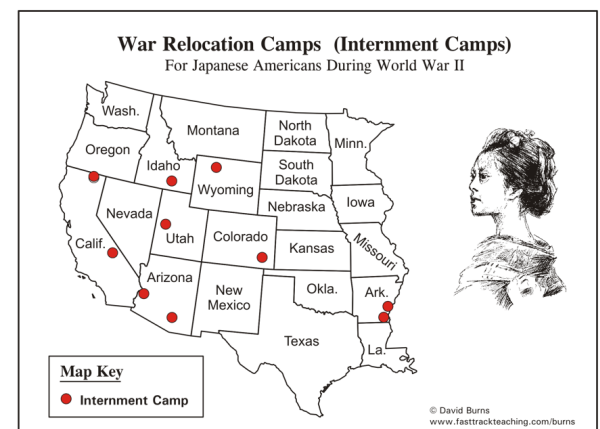 War Relocation Camps (Internment Camps)
For Japanese Americans During World War II
Wash.
Montana
North
Dakota
Minn.
Oregon
Idaho
South
Dakota
Wyoming
Nebraska
Iowa
Nevada
Utah
Colorado
Kansas
Missouri
Calif.
Arizona
New
Mexico
Okla.
Ark.
Texas
La.
Map Key
Internment Camp
© David Burns
www.fasttrackteaching.com/burns